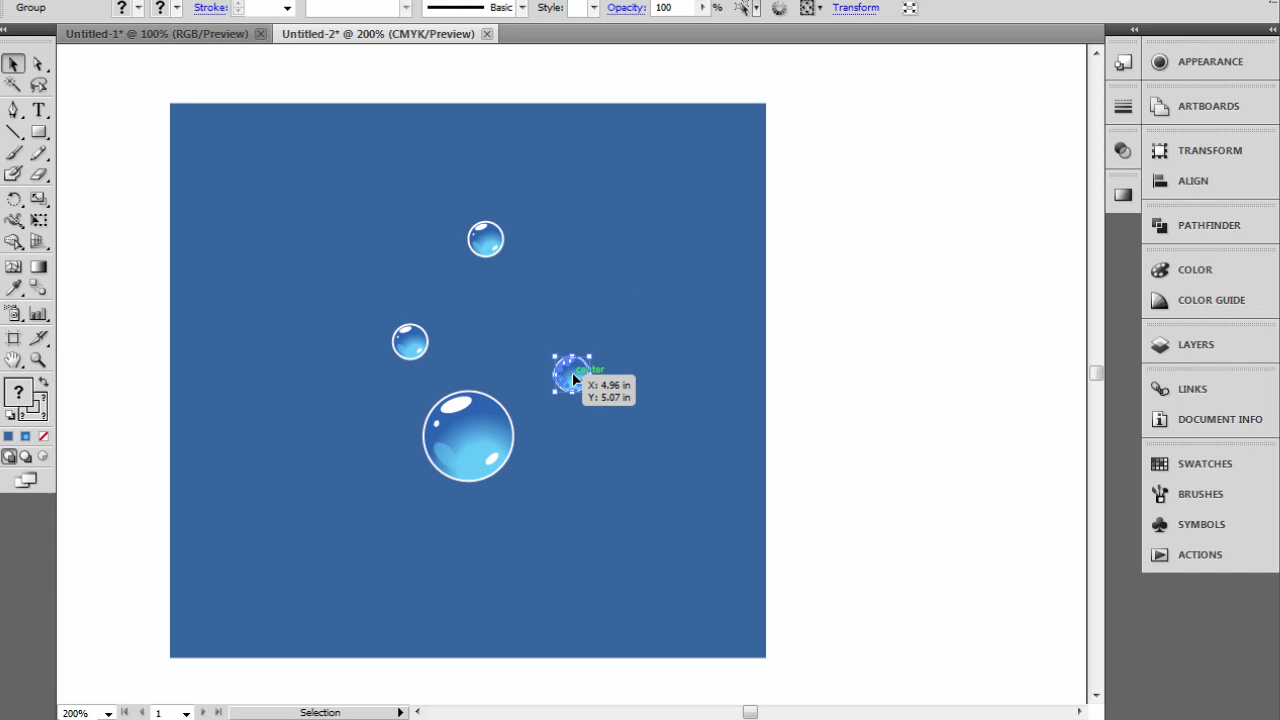 Group
?
?
Stroke:
Basic
Style:
Opacity:
100
%
Transform
Untitled-1* @ 100% (RGB/Preview)
Untitled-2* @ 200% (CMYK/Preview)
APPEARANCE
ARTBOARDS
TRANSFORM
ALIGN
PATHFINDER
COLOR
COLOR GUIDE
LAYERS
LINKS
DOCUMENT INFO
SWATCHES
BRUSHES
SYMBOLS
ACTIONS
T
?
?
?
center
X: 4.96 in
Y: 5.07 in
200%
1
Selection